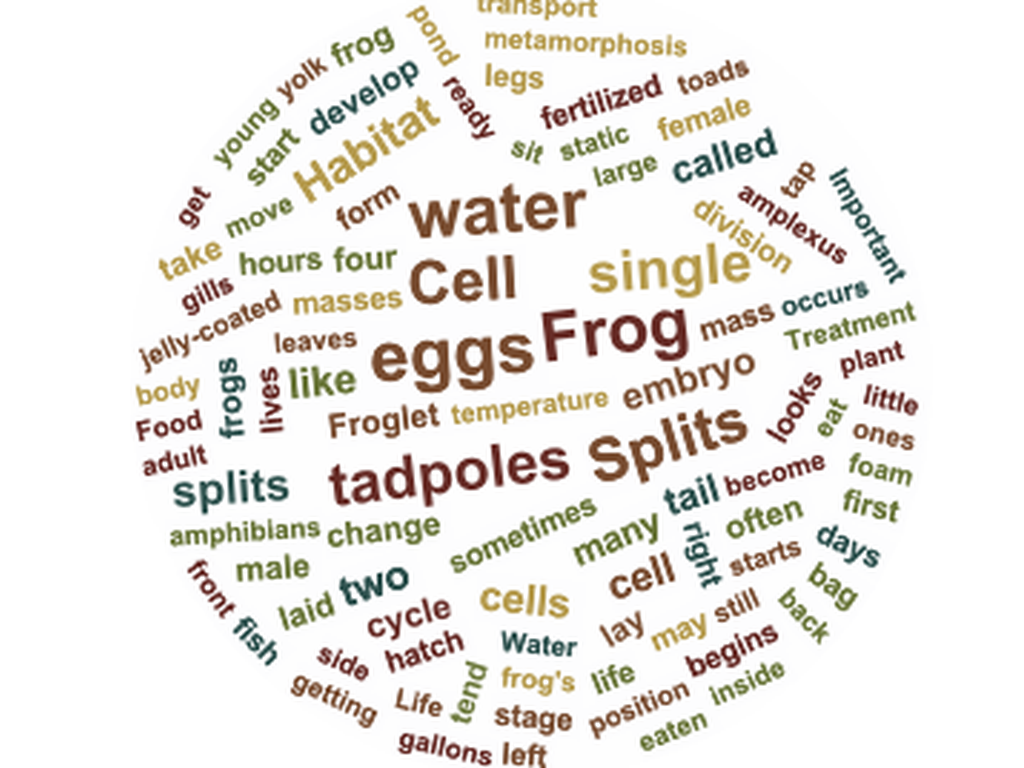 transport
pond
metamorphosis
frog
legs
yolk
develop
ready
fertilized
toads
young
start
Habitat
sit
static
female
large
called
get
move
form
water
tap
Important
amplexus
division
take
hours
four
Cell
single
gills
masses
jelly-coated
leaves
eggs
Frog
mass
occurs
Treatment
body
frogs
lives
like
Froglet
temperature
embryo
looks
plant
little
Food
eat
ones
adult
splits
tadpoles
Splits
tail
become
foam
amphibians
change
sometimes
many
right
often
first
male
cell
starts
days
front
laid
two
cells
bag
fish
cycle
lay
may
still
back
side
hatch
Water
begins
getting
Life
tend
frog's
life
position
inside
stage
gallons
left
eaten